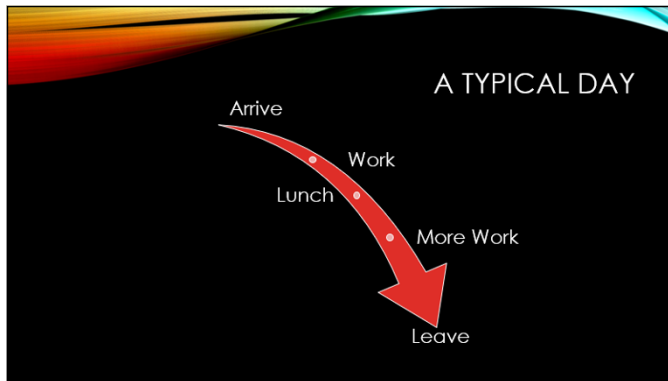 A TYPICAL DAY
Arrive
Work
Lunch
More Work
Leave